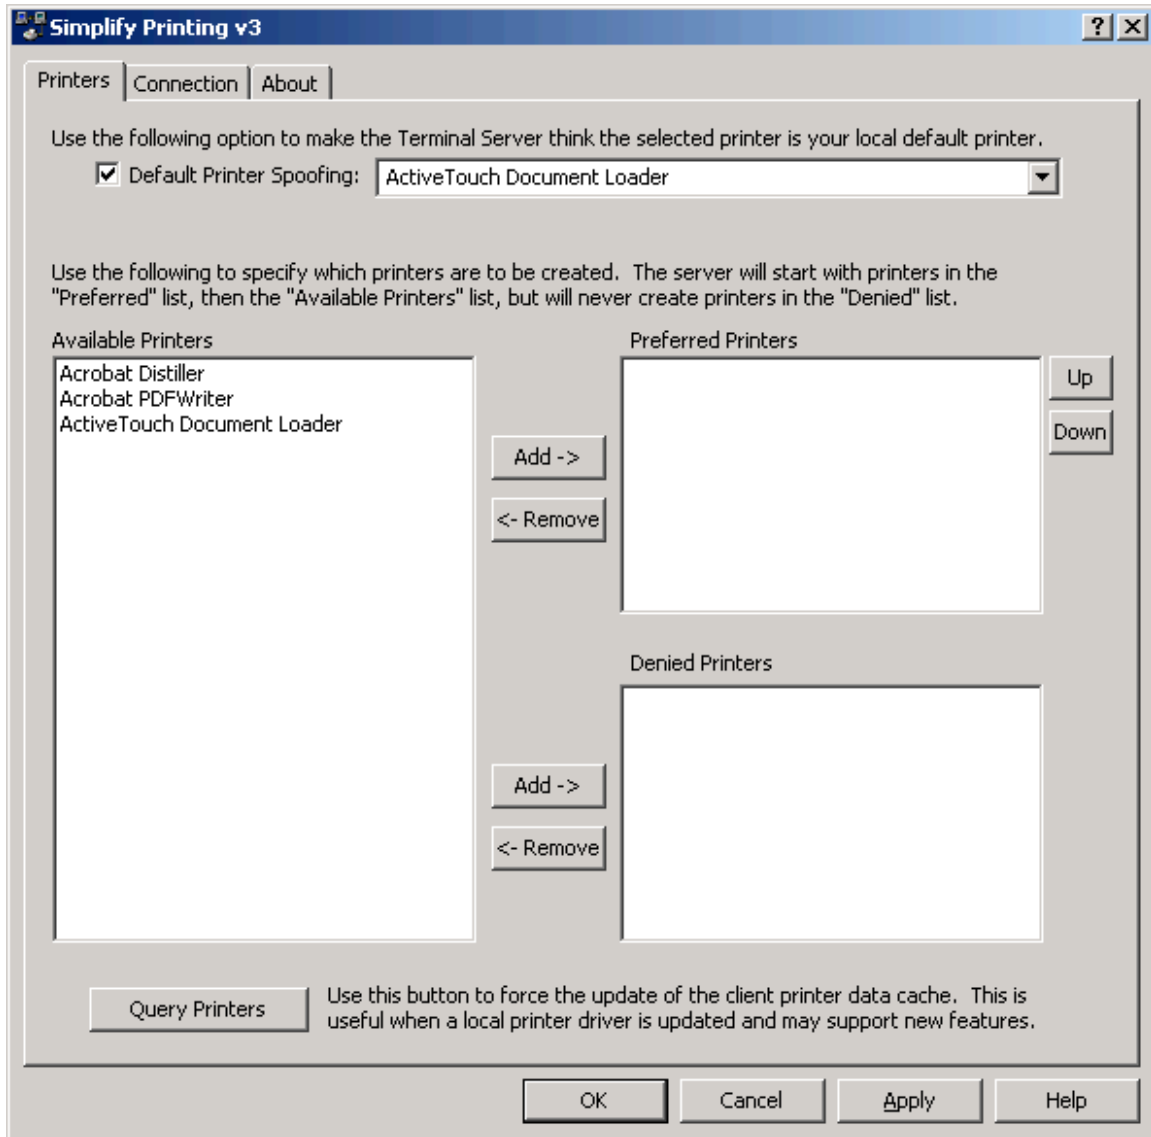 Simplify Printing v3
Printers Connection About
Use the following option to make the Terminal Server think the selected printer is your local default printer.
Default Printer Spoofing: ActiveTouch Document Loader
Use the following to specify which printers are to be created. The server will start with printers in the
"Preferred" list, then the "Available Printers" list, but will never create printers in the "Denied" list.
Available Printers
Acrobat Distiller
Acrobat PDFWriter
ActiveTouch Document Loader
Add ->
<- Remove
Preferred Printers
Up
Down
Denied Printers
Add ->
<- Remove
Query Printers
Use this button to force the update of the client printer data cache. This is
useful when a local printer driver is updated and may support new features.
OK Cancel Apply Help